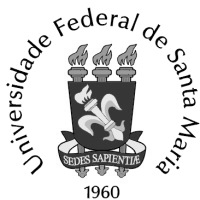 Universidade Federal de Santa Maria
SEDES SAPIENTIÆ
1960